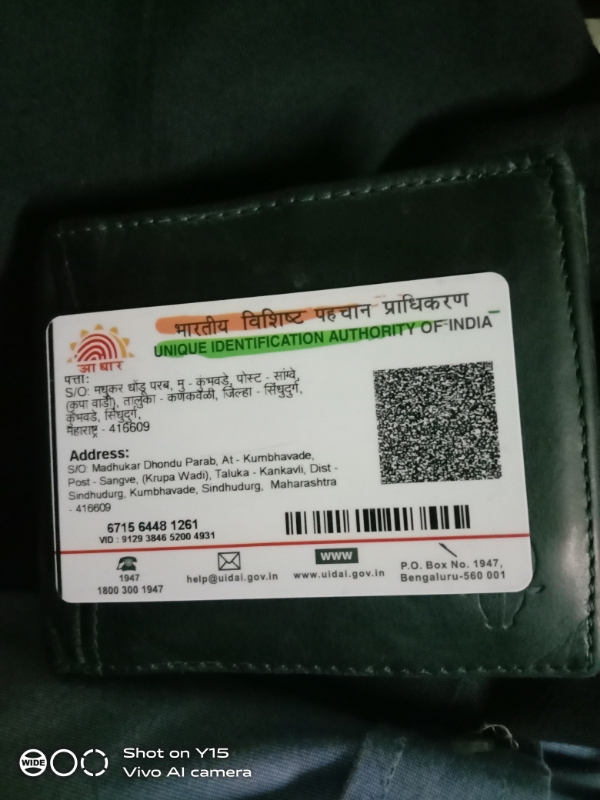 भारतीय विशिष्ट पहचान प्राधिकरण
UNIQUE IDENTIFICATION AUTHORITY OF INDIA
आधार
पत्ता:
S/O: मधुकर धोंडू परब, मु - कुंभवडे, पोस्ट - सांग्वे,
(कृपा वाडी), तालुका - कणकवली, जिल्हा - सिंधुदुर्ग,
कुंभवडे, सिंधुदुर्ग,
महाराष्ट्र - 416609
Address:
S/O: Madhukar Dhondu Parab, At - Kumbhavade,
Post - Sangve, (Krupa Wadi), Taluka - Kankavli, Dist -
Sindhudurg, Kumbhavade, Sindhudurg, Maharashtra
- 416609
6715 6448 1261
VID : 9129 3846 5200 4931
1947
1800 300 1947
help@uidai.gov.in
www
www.uidai.gov.in
P.O. Box No. 1947,
Bengaluru-560 001
WIDE
Shot on Y15
Vivo AI camera